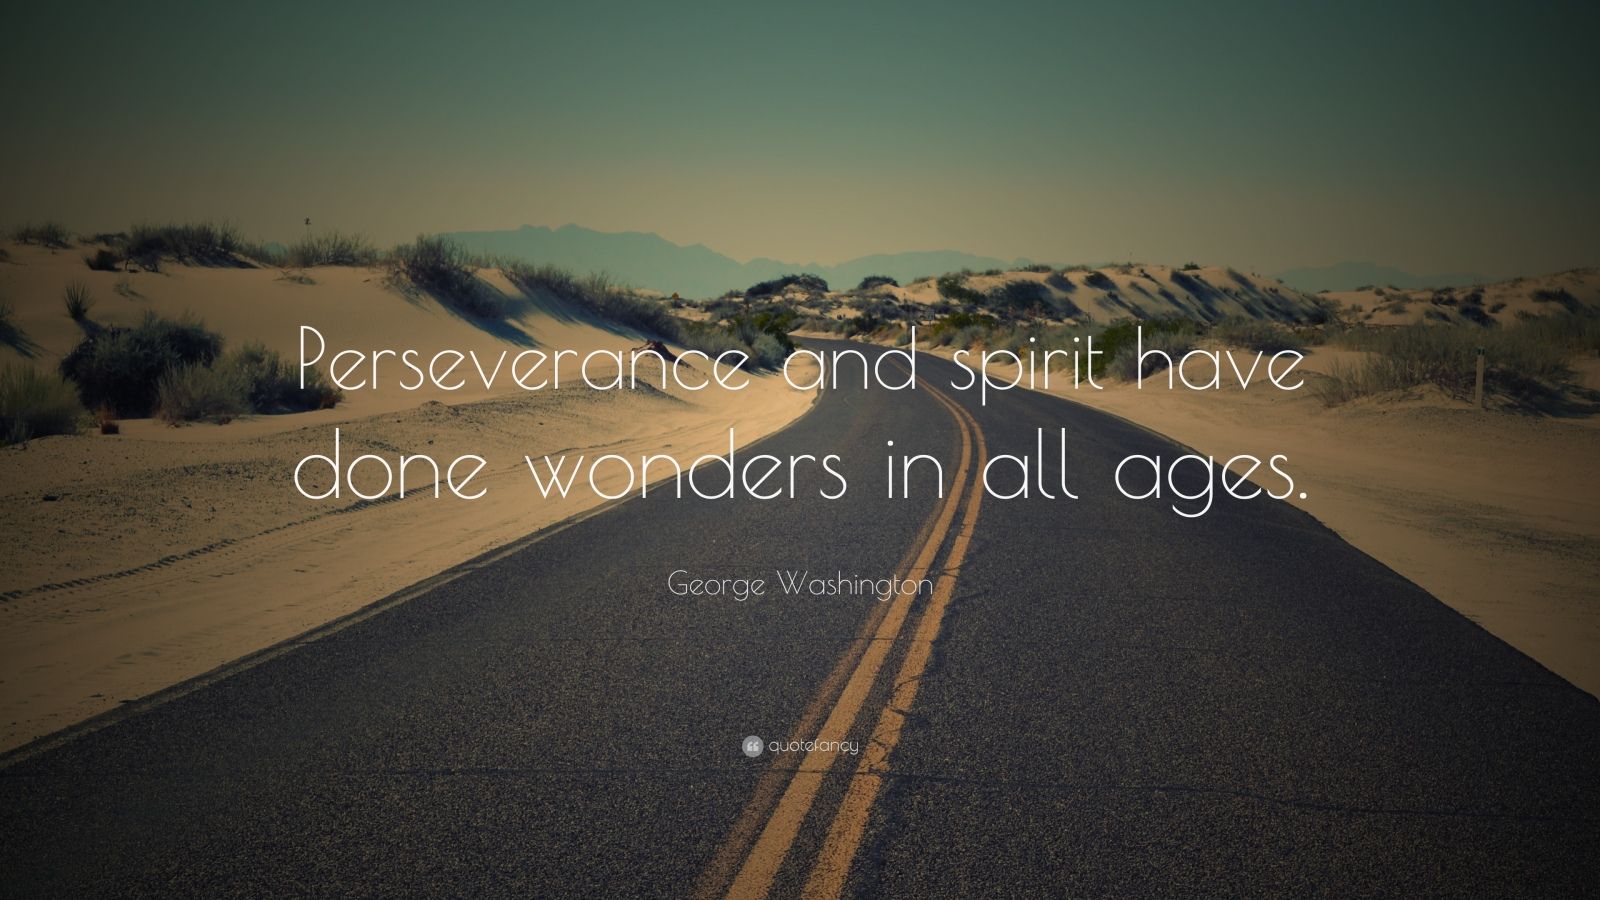 Perseverance and spirit have
done wonders in all ages.
George Washington
quotefancy